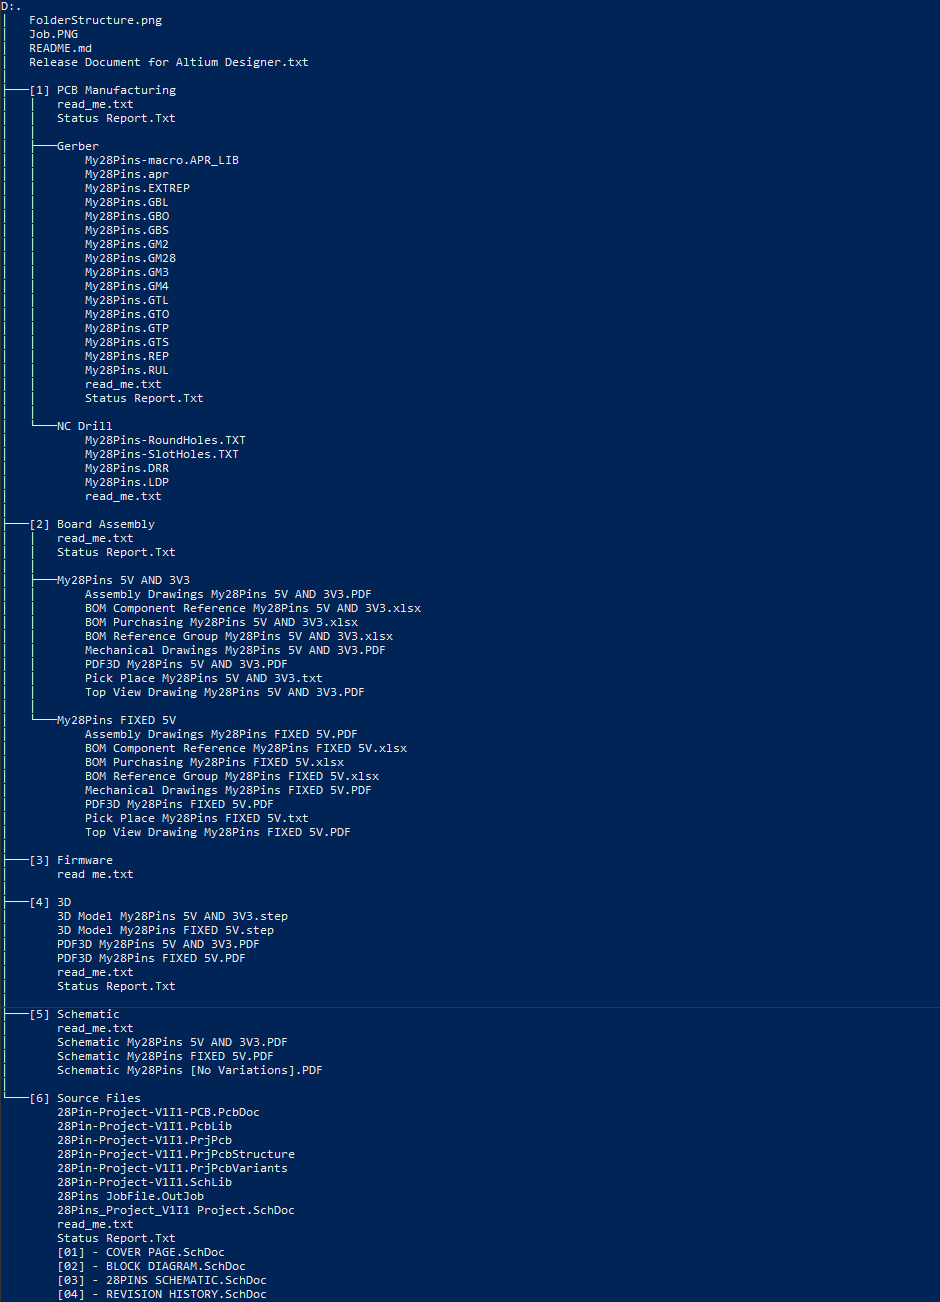 D:.
FolderStructure.png
Job.PNG
README.md
Release Document for Altium Designer.txt
[1] PCB Manufacturing
read_me.txt
Status Report.Txt
Gerber
My28Pins-macro.APR_LIB
My28Pins.apr
My28Pins.EXTREP
My28Pins.GBL
My28Pins.GBO
My28Pins.GBS
My28Pins.GM2
My28Pins.GM28
My28Pins.GM3
My28Pins.GM4
My28Pins.GTL
My28Pins.GTO
My28Pins.GTP
My28Pins.GTS
My28Pins.REP
My28Pins.RUL
read_me.txt
Status Report.Txt
NC Drill
My28Pins-RoundHoles.TXT
My28Pins-SlotHoles.TXT
My28Pins.DRR
My28Pins.LDP
read_me.txt
[2] Board Assembly
read_me.txt
Status Report.Txt
My28Pins 5V AND 3V3
Assembly Drawings My28Pins 5V AND 3V3.PDF
BOM Component Reference My28Pins 5V AND 3V3.xlsx
BOM Purchasing My28Pins 5V AND 3V3.xlsx
BOM Reference Group My28Pins 5V AND 3V3.xlsx
Mechanical Drawings My28Pins 5V AND 3V3.PDF
PDF3D My28Pins 5V AND 3V3.PDF
Pick Place My28Pins 5V AND 3V3.txt
Top View Drawing My28Pins 5V AND 3V3.PDF
My28Pins FIXED 5V
Assembly Drawings My28Pins FIXED 5V.PDF
BOM Component Reference My28Pins FIXED 5V.xlsx
BOM Purchasing My28Pins FIXED 5V.xlsx
BOM Reference Group My28Pins FIXED 5V.xlsx
Mechanical Drawings My28Pins FIXED 5V.PDF
PDF3D My28Pins FIXED 5V.PDF
Pick Place My28Pins FIXED 5V.txt
Top View Drawing My28Pins FIXED 5V.PDF
[3] Firmware
read me.txt
[4] 3D
3D Model My28Pins 5V AND 3V3.step
3D Model My28Pins FIXED 5V.step
PDF3D My28Pins 5V AND 3V3.PDF
PDF3D My28Pins FIXED 5V.PDF
read_me.txt
Status Report.Txt
[5] Schematic
read_me.txt
Schematic My28Pins 5V AND 3V3.PDF
Schematic My28Pins FIXED 5V.PDF
Schematic My28Pins [No Variations].PDF
[6] Source Files
28Pin-Project-V1I1-PCB.PcbDoc
28Pin-Project-V1I1.PcbLib
28Pin-Project-V1I1.PrjPcb
28Pin-Project-V1I1.PrjPcbStructure
28Pin-Project-V1I1.PrjPcbVariants
28Pin-Project-V1I1.SchLib
28Pins JobFile.OutJob
28Pins_Project_V1I1 Project.SchDoc
read_me.txt
Status Report.Txt
[01] - COVER PAGE.SchDoc
[02] - BLOCK DIAGRAM.SchDoc
[03] - 28PINS SCHEMATIC.SchDoc
[04] - REVISION HISTORY.SchDoc